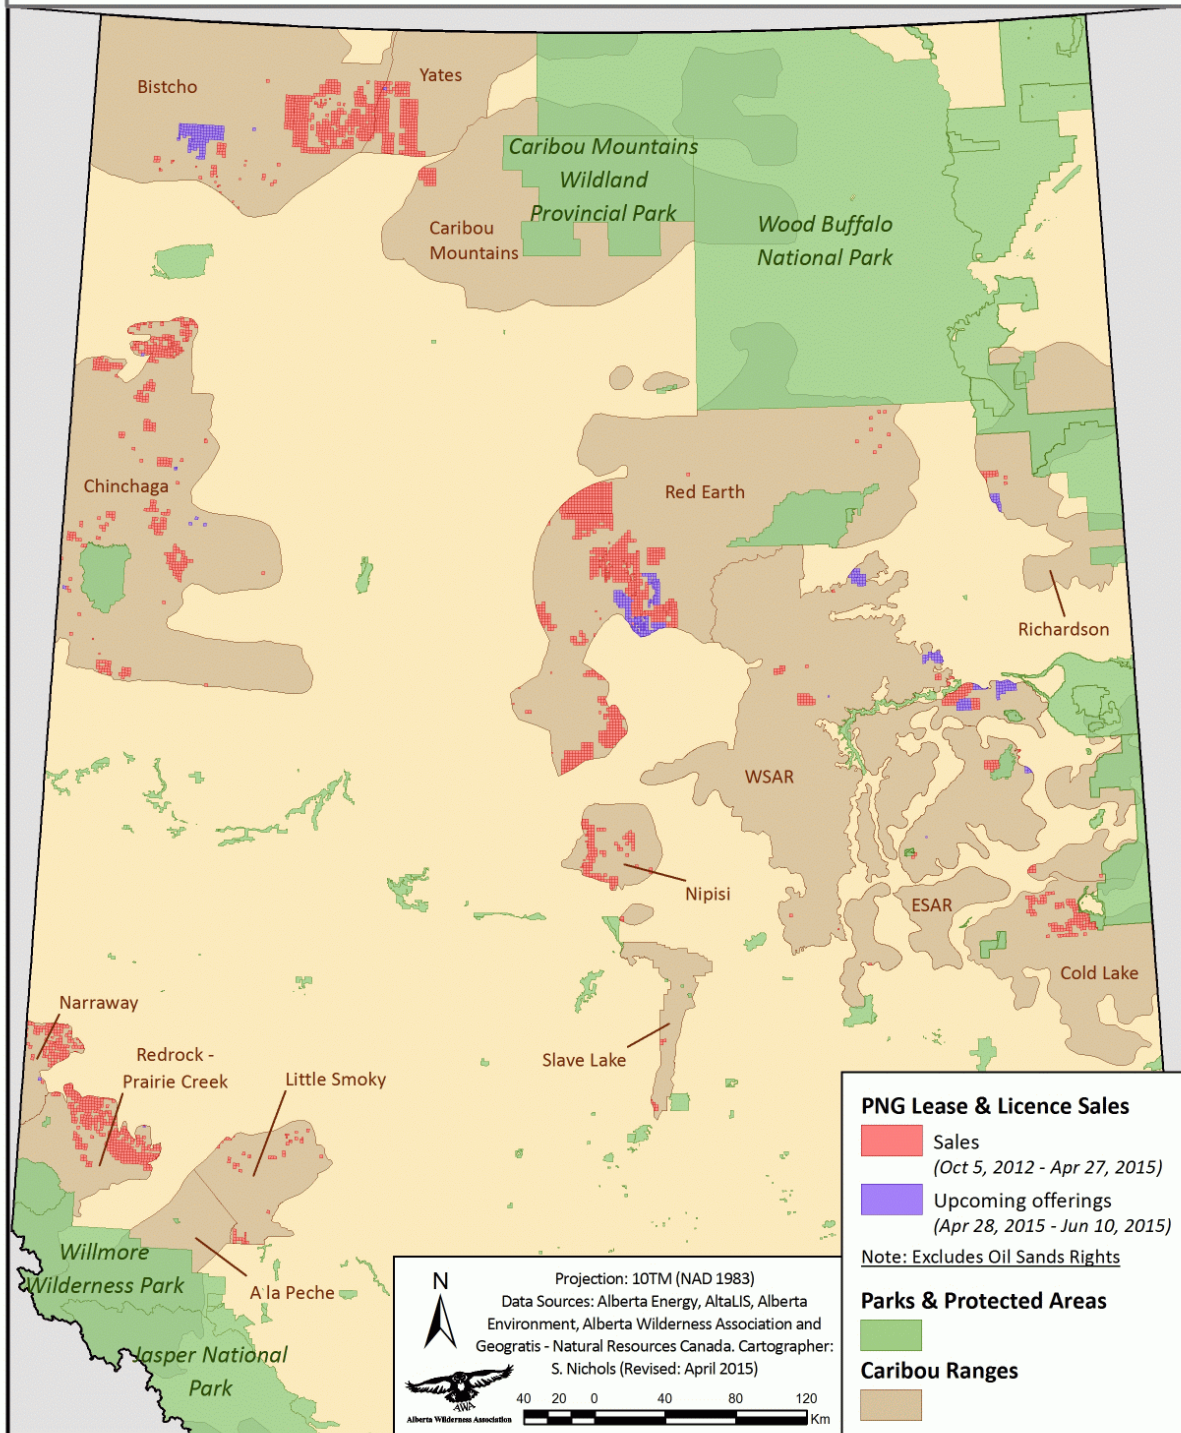 Bistcho
Yates
Caribou Mountains
Wildland
Provincial Park
Caribou
Mountains
Wood Buffalo
National Park
Chinchaga
Red Earth
Richardson
WSAR
Nipisi
ESAR
Cold Lake
Narraway
Redrock -
Prairie Creek
Little Smoky
Slave Lake
Willmore
Wilderness Park
A la Peche
Jasper National
Park
N
Projection: 10TM (NAD 1983)
Data Sources: Alberta Energy, AltaLIS, Alberta
Environment, Alberta Wilderness Association and
Geogratis - Natural Resources Canada. Cartographer:
S. Nichols (Revised: April 2015)
AWA
Alberta Wilderness Association
40 20 0 40 80 120
Km
PNG Lease & Licence Sales
Sales
(Oct 5, 2012 - Apr 27, 2015)
Upcoming offerings
(Apr 28, 2015 - Jun 10, 2015)
Note: Excludes Oil Sands Rights
Parks & Protected Areas
Caribou Ranges